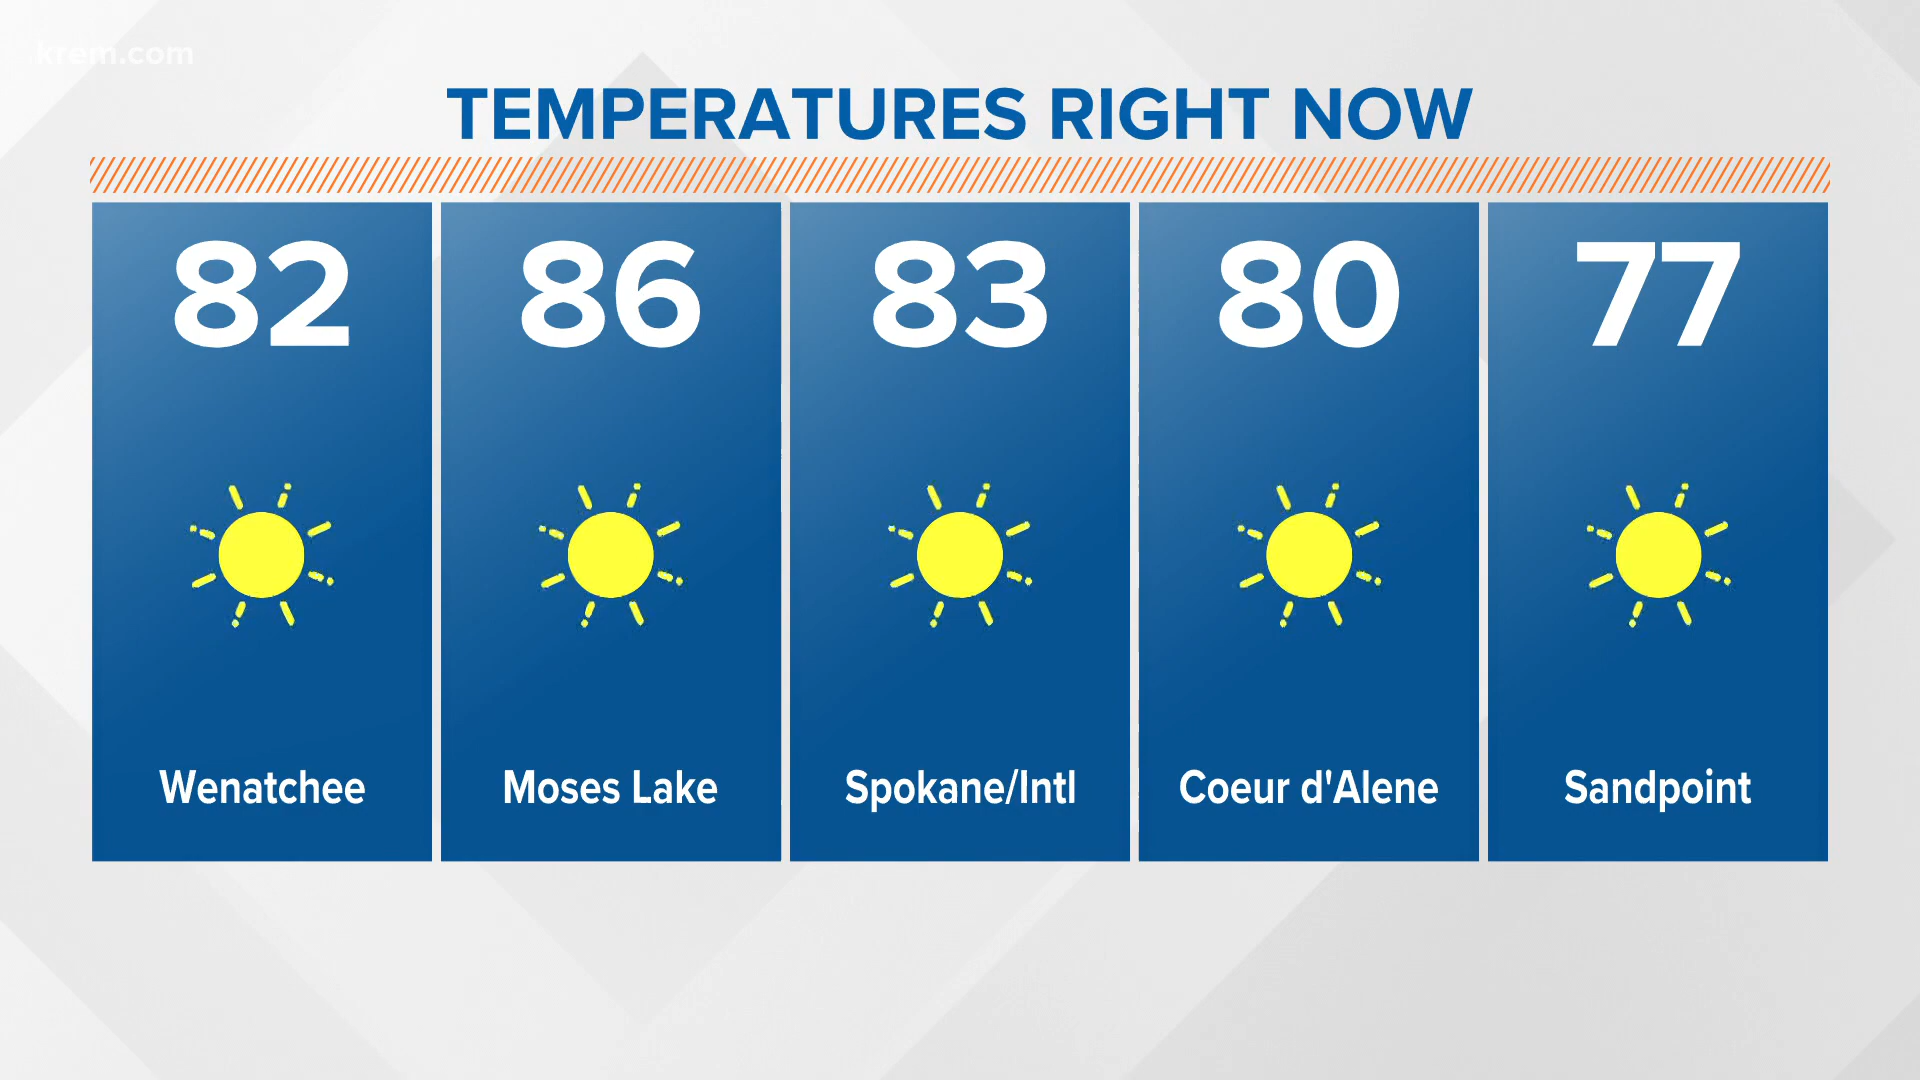 krem.com
TEMPERATURES RIGHT NOW
82 86 83 80 77
Wenatchee Moses Lake Spokane/Intl Coeur d'Alene Sandpoint